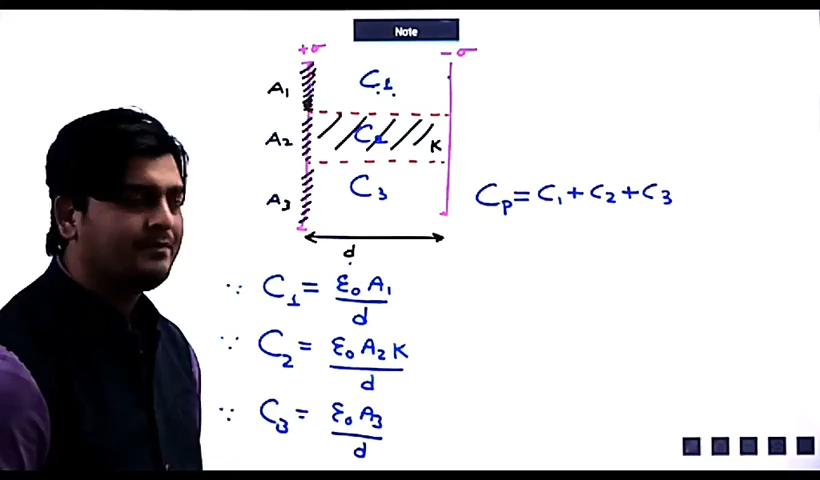 Note
+σ
-σ
A₁
C₁
A₂
C₂
K
A₃
C₃
Cₚ = C₁ + C₂ + C₃
d
∵ C₁ = ε₀ A₁ / d
∵ C₂ = ε₀ A₂ K / d
∵ C₃ = ε₀ A₃ / d